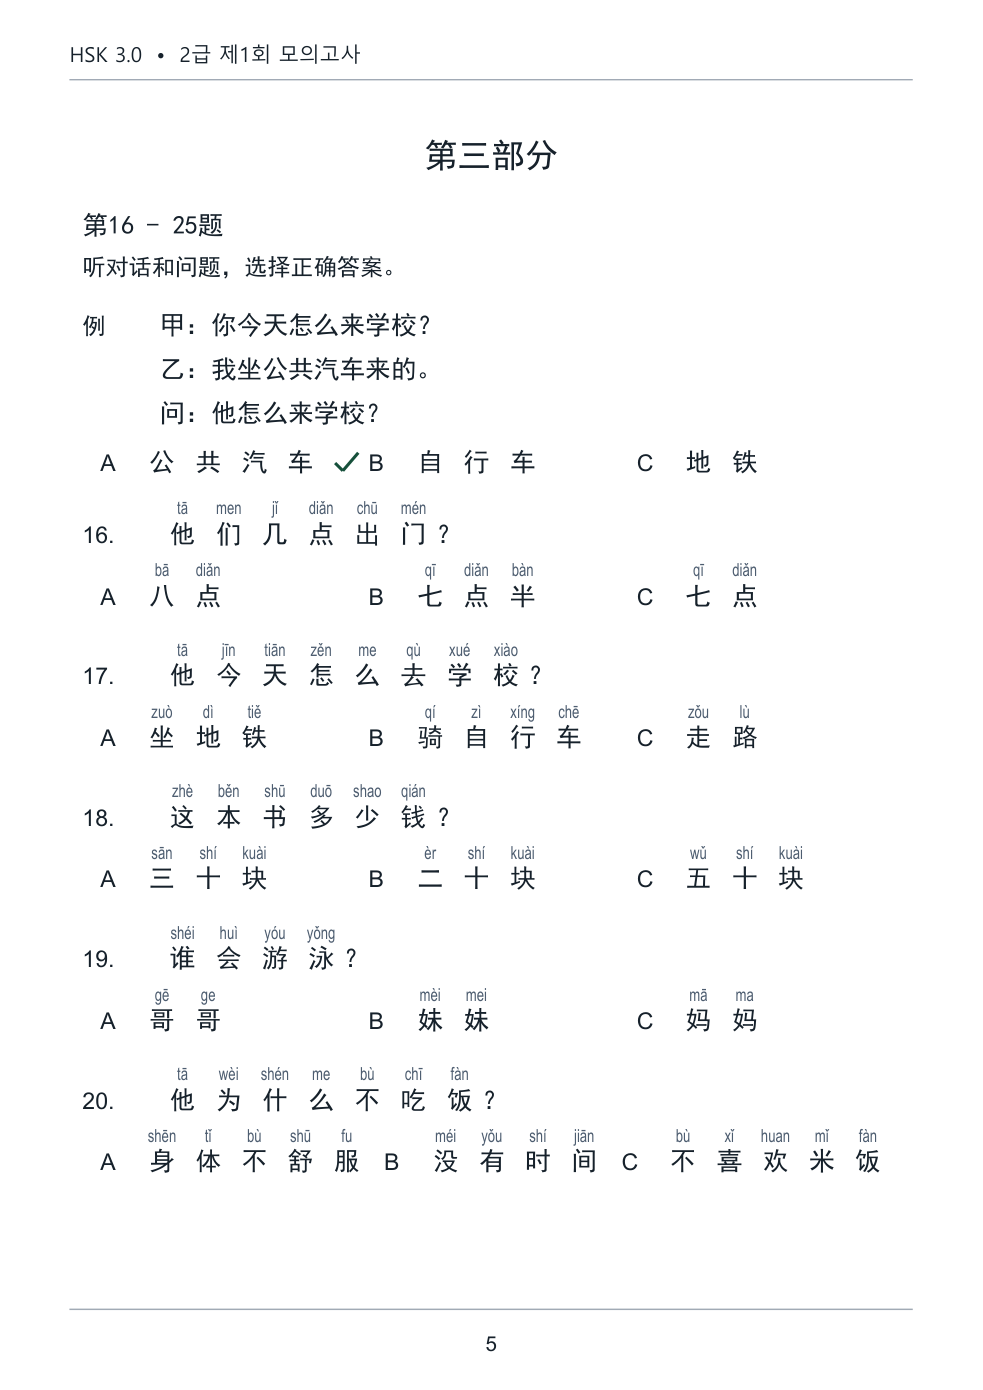 HSK 3.0 • 2급 제1회 모의고사
第三部分
第16 – 25题
听对话和问题，选择正确答案。
例 甲：你今天怎么来学校？
乙：我坐公共汽车来的。
问：他怎么来学校？
A 公共汽车 ✓ B 自行车 C 地铁
tā men jǐ diǎn chū mén
16. 他们几点出门？
bā diǎn qī diǎn bàn qī diǎn
A 八点 B 七点半 C 七点
tā jīn tiān zěn me qù xué xiào
17. 他今天怎么去学校？
zuò dì tiě qí zì xíng chē zǒu lù
A 坐地铁 B 骑自行车 C 走路
zhè běn shū duō shao qián
18. 这本书多少钱？
sān shí kuài èr shí kuài wǔ shí kuài
A 三十块 B 二十块 C 五十块
shéi huì yóu yǒng
19. 谁会游泳？
gē ge mèi mei mā ma
A 哥哥 B 妹妹 C 妈妈
tā wèi shén me bù chī fàn
20. 他为什么不吃饭？
shēn tǐ bù shū fu méi yǒu shí jiān bù xǐ huan mǐ fàn
A 身体不舒服 B 没有时间 C 不喜欢米饭
5